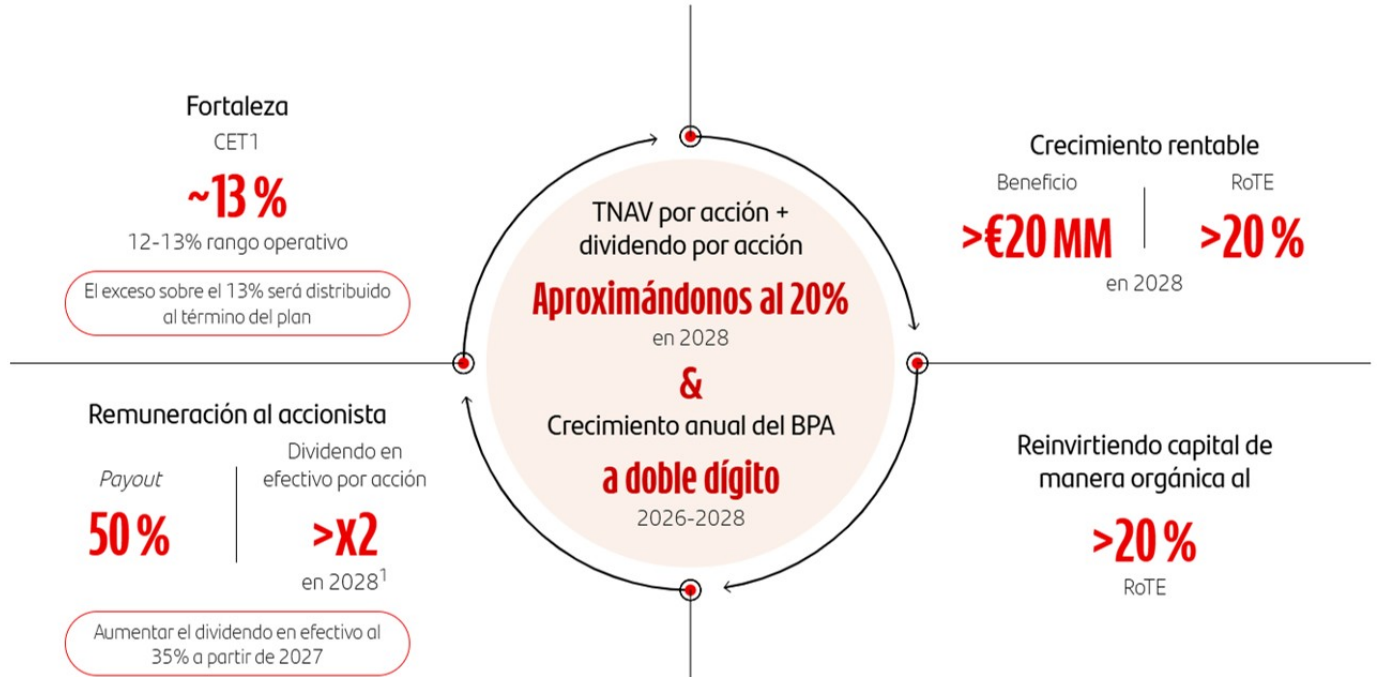 Fortaleza
CET1
~13 %
12-13% rango operativo
El exceso sobre el 13% será distribuido
al término del plan
Crecimiento rentable
Beneficio
>€20 MM
RoTE
>20 %
en 2028
TNAV por acción +
dividendo por acción
Aproximándonos al 20%
en 2028
&
Crecimiento anual del BPA
a doble dígito
2026-2028
Remuneración al accionista
Payout
50 %
Dividendo en
efectivo por acción
>x2
en 2028¹
Aumentar el dividendo en efectivo al
35% a partir de 2027
Reinvirtiendo capital de
manera orgánica al
>20 %
RoTE